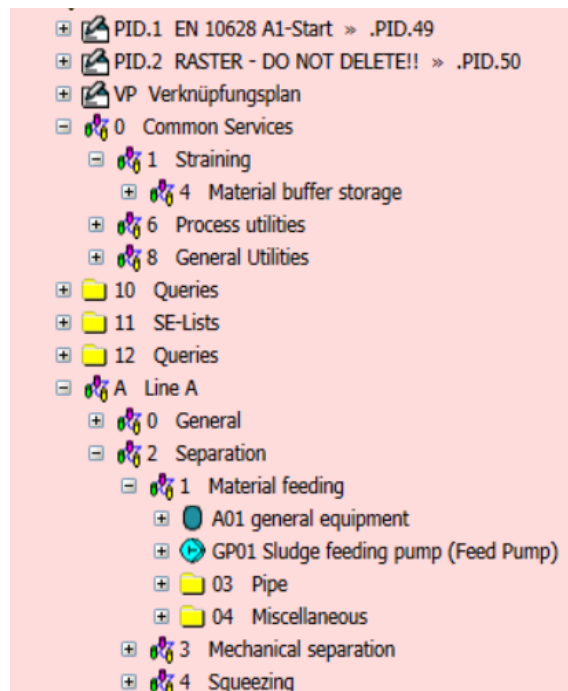 PID.1 EN 10628 A1-Start » .PID.49
PID.2 RASTER - DO NOT DELETE!! » .PID.50
VP Verknüpfungsplan
0 Common Services
1 Straining
4 Material buffer storage
6 Process utilities
8 General Utilities
10 Queries
11 SE-Lists
12 Queries
A Line A
0 General
2 Separation
1 Material feeding
A01 general equipment
GP01 Sludge feeding pump (Feed Pump)
03 Pipe
04 Miscellaneous
3 Mechanical separation
4 Squeezing